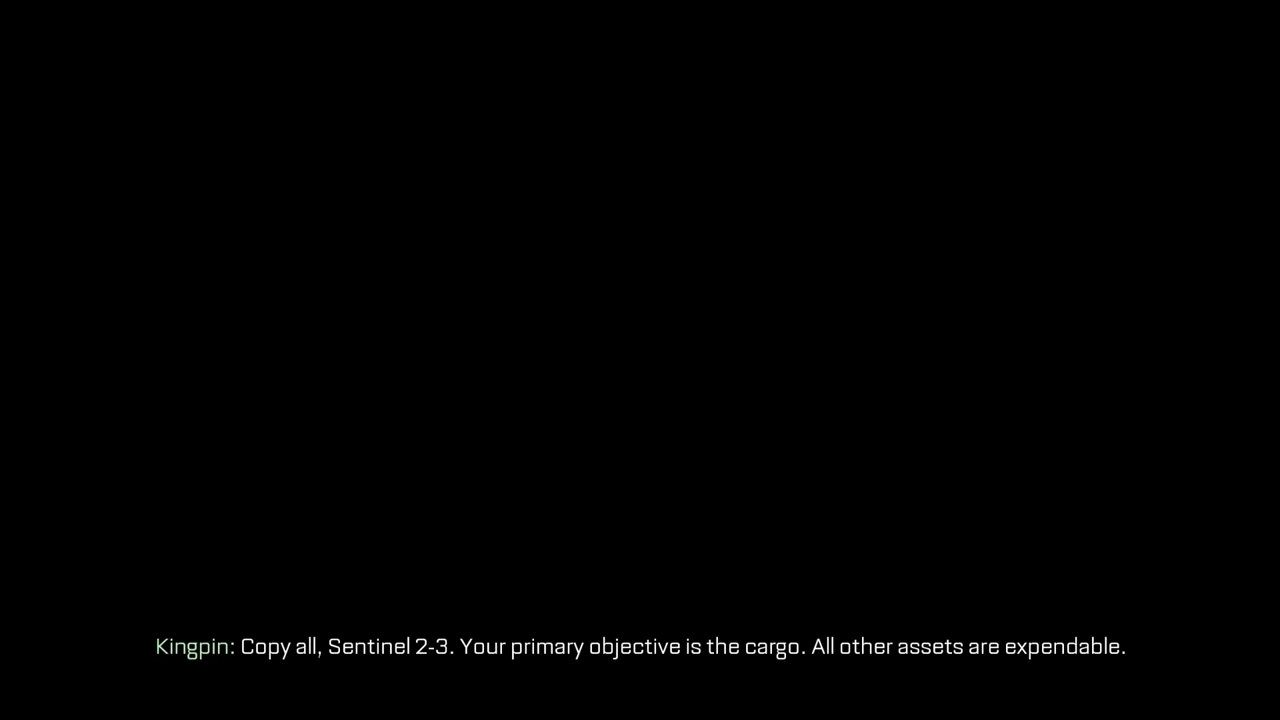 Kingpin: Copy all, Sentinel 2-3. Your primary objective is the cargo. All other assets are expendable.